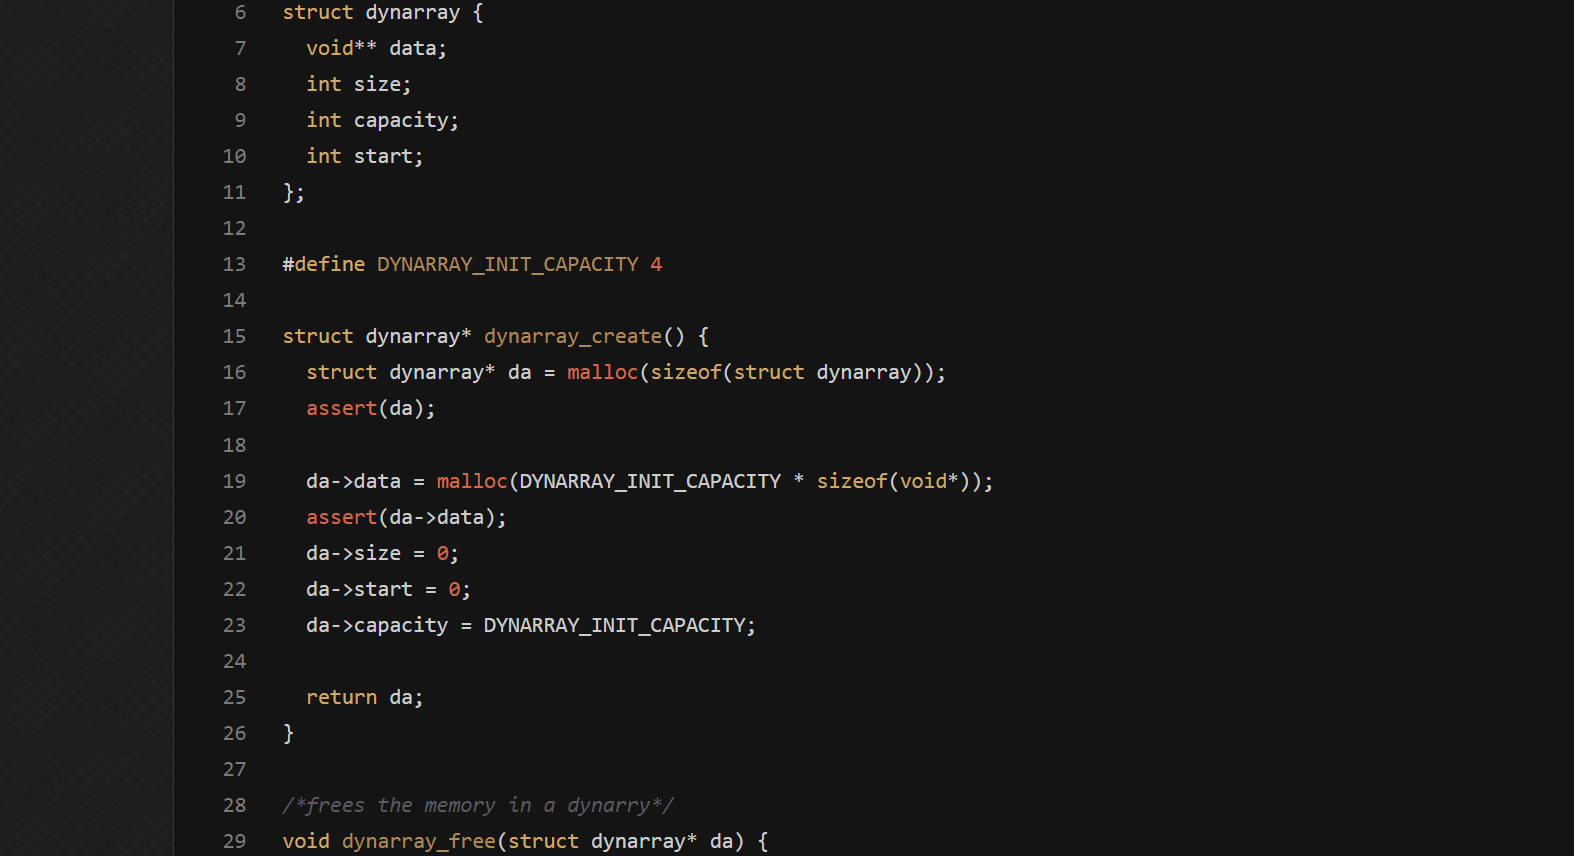 6 struct dynarray {
7 void** data;
8 int size;
9 int capacity;
10 int start;
11 };
12
13 #define DYNARRAY_INIT_CAPACITY 4
14
15 struct dynarray* dynarray_create() {
16 struct dynarray* da = malloc(sizeof(struct dynarray));
17 assert(da);
18
19 da->data = malloc(DYNARRAY_INIT_CAPACITY * sizeof(void*));
20 assert(da->data);
21 da->size = 0;
22 da->start = 0;
23 da->capacity = DYNARRAY_INIT_CAPACITY;
24
25 return da;
26 }
27
28 /*frees the memory in a dynarry*/
29 void dynarray_free(struct dynarray* da) {